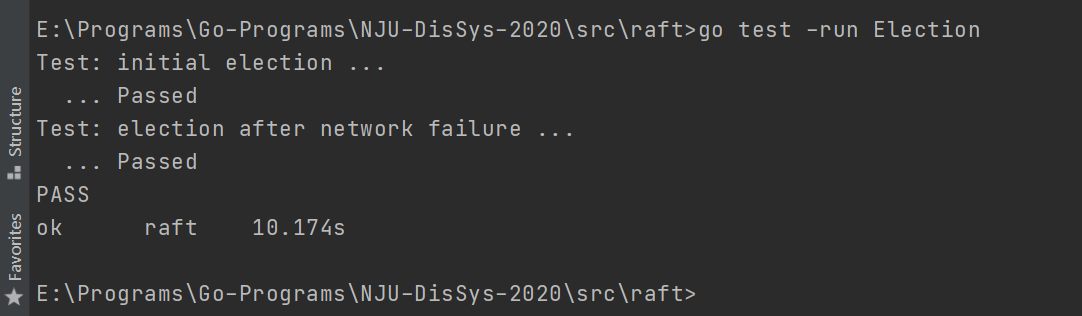 E:\Programs\Go-Programs\NJU-DisSys-2020\src\raft>go test -run Election
Test: initial election ...
  ... Passed
Test: election after network failure ...
  ... Passed
PASS
ok      raft    10.174s
E:\Programs\Go-Programs\NJU-DisSys-2020\src\raft>
Structure
Favorites